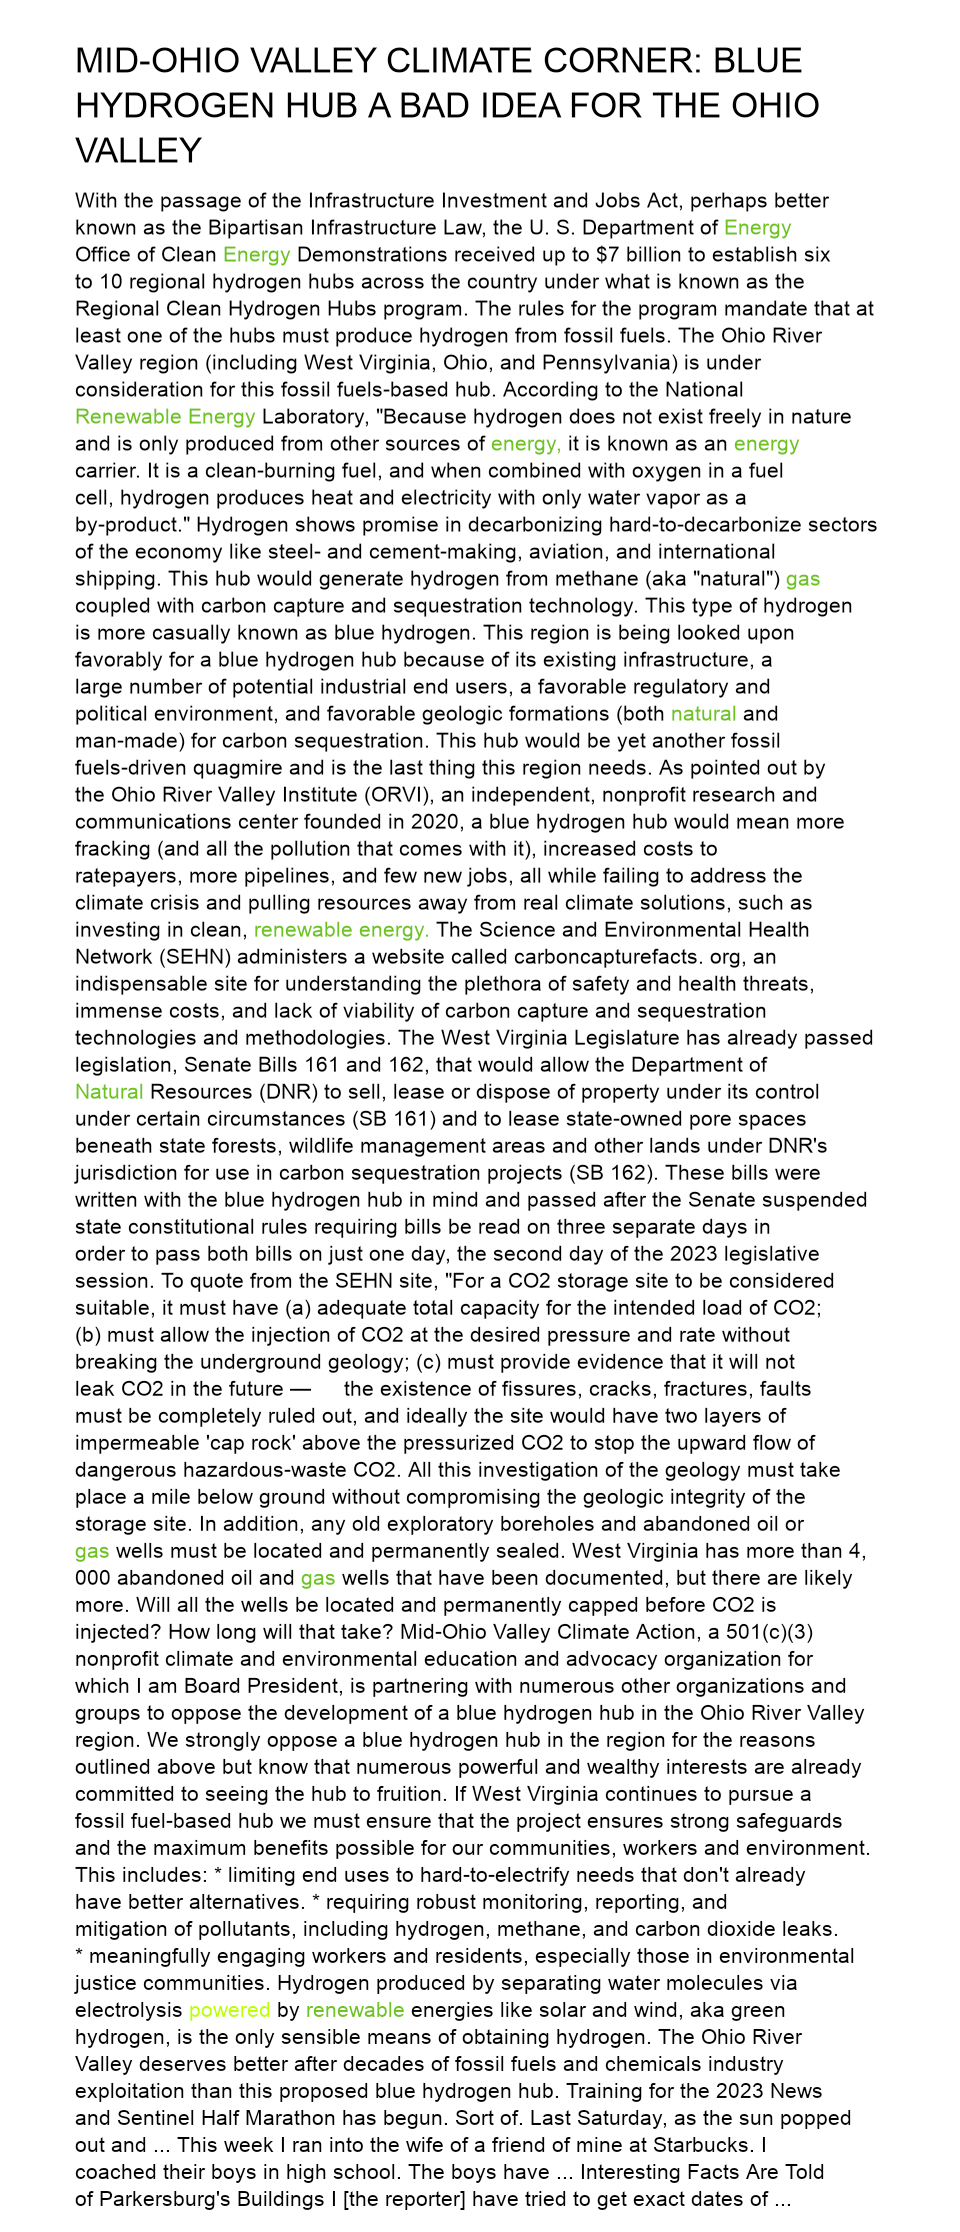 MID-OHIO VALLEY CLIMATE CORNER: BLUE
HYDROGEN HUB A BAD IDEA FOR THE OHIO
VALLEY
With the passage of the Infrastructure Investment and Jobs Act, perhaps better
known as the Bipartisan Infrastructure Law, the U. S. Department of Energy
Office of Clean Energy Demonstrations received up to $7 billion to establish six
to 10 regional hydrogen hubs across the country under what is known as the
Regional Clean Hydrogen Hubs program. The rules for the program mandate that at
least one of the hubs must produce hydrogen from fossil fuels. The Ohio River
Valley region (including West Virginia, Ohio, and Pennsylvania) is under
consideration for this fossil fuels-based hub. According to the National
Renewable Energy Laboratory, "Because hydrogen does not exist freely in nature
and is only produced from other sources of energy, it is known as an energy
carrier. It is a clean-burning fuel, and when combined with oxygen in a fuel
cell, hydrogen produces heat and electricity with only water vapor as a
by-product." Hydrogen shows promise in decarbonizing hard-to-decarbonize sectors
of the economy like steel- and cement-making, aviation, and international
shipping. This hub would generate hydrogen from methane (aka "natural") gas
coupled with carbon capture and sequestration technology. This type of hydrogen
is more casually known as blue hydrogen. This region is being looked upon
favorably for a blue hydrogen hub because of its existing infrastructure, a
large number of potential industrial end users, a favorable regulatory and
political environment, and favorable geologic formations (both natural and
man-made) for carbon sequestration. This hub would be yet another fossil
fuels-driven quagmire and is the last thing this region needs. As pointed out by
the Ohio River Valley Institute (ORVI), an independent, nonprofit research and
communications center founded in 2020, a blue hydrogen hub would mean more
fracking (and all the pollution that comes with it), increased costs to
ratepayers, more pipelines, and few new jobs, all while failing to address the
climate crisis and pulling resources away from real climate solutions, such as
investing in clean, renewable energy. The Science and Environmental Health
Network (SEHN) administers a website called carboncapturefacts. org, an
indispensable site for understanding the plethora of safety and health threats,
immense costs, and lack of viability of carbon capture and sequestration
technologies and methodologies. The West Virginia Legislature has already passed
legislation, Senate Bills 161 and 162, that would allow the Department of
Natural Resources (DNR) to sell, lease or dispose of property under its control
under certain circumstances (SB 161) and to lease state-owned pore spaces
beneath state forests, wildlife management areas and other lands under DNR's
jurisdiction for use in carbon sequestration projects (SB 162). These bills were
written with the blue hydrogen hub in mind and passed after the Senate suspended
state constitutional rules requiring bills be read on three separate days in
order to pass both bills on just one day, the second day of the 2023 legislative
session. To quote from the SEHN site, "For a CO2 storage site to be considered
suitable, it must have (a) adequate total capacity for the intended load of CO2;
(b) must allow the injection of CO2 at the desired pressure and rate without
breaking the underground geology; (c) must provide evidence that it will not
leak CO2 in the future — the existence of fissures, cracks, fractures, faults
must be completely ruled out, and ideally the site would have two layers of
impermeable 'cap rock' above the pressurized CO2 to stop the upward flow of
dangerous hazardous-waste CO2. All this investigation of the geology must take
place a mile below ground without compromising the geologic integrity of the
storage site. In addition, any old exploratory boreholes and abandoned oil or
gas wells must be located and permanently sealed. West Virginia has more than 4,
000 abandoned oil and gas wells that have been documented, but there are likely
more. Will all the wells be located and permanently capped before CO2 is
injected? How long will that take? Mid-Ohio Valley Climate Action, a 501(c)(3)
nonprofit climate and environmental education and advocacy organization for
which I am Board President, is partnering with numerous other organizations and
groups to oppose the development of a blue hydrogen hub in the Ohio River Valley
region. We strongly oppose a blue hydrogen hub in the region for the reasons
outlined above but know that numerous powerful and wealthy interests are already
committed to seeing the hub to fruition. If West Virginia continues to pursue a
fossil fuel-based hub we must ensure that the project ensures strong safeguards
and the maximum benefits possible for our communities, workers and environment.
This includes: * limiting end uses to hard-to-electrify needs that don't already
have better alternatives. * requiring robust monitoring, reporting, and
mitigation of pollutants, including hydrogen, methane, and carbon dioxide leaks.
* meaningfully engaging workers and residents, especially those in environmental
justice communities. Hydrogen produced by separating water molecules via
electrolysis powered by renewable energies like solar and wind, aka green
hydrogen, is the only sensible means of obtaining hydrogen. The Ohio River
Valley deserves better after decades of fossil fuels and chemicals industry
exploitation than this proposed blue hydrogen hub. Training for the 2023 News
and Sentinel Half Marathon has begun. Sort of. Last Saturday, as the sun popped
out and ... This week I ran into the wife of a friend of mine at Starbucks. I
coached their boys in high school. The boys have ... Interesting Facts Are Told
of Parkersburg's Buildings I [the reporter] have tried to get exact dates of ...